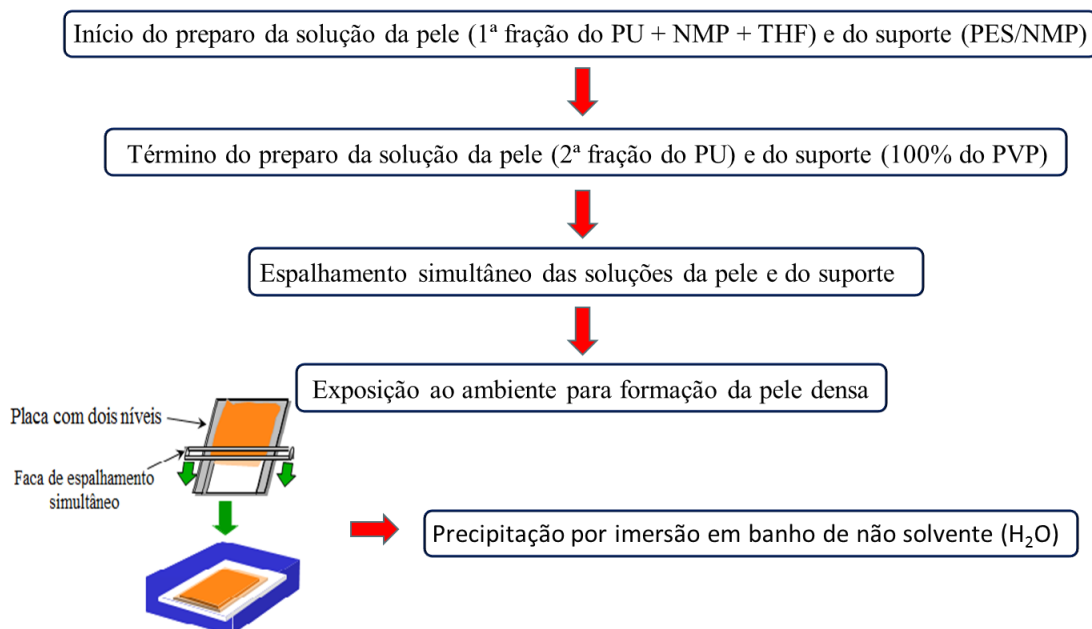 Início do preparo da solução da pele (1ª fração do PU + NMP + THF) e do suporte (PES/NMP)
Término do preparo da solução da pele (2ª fração do PU) e do suporte (100% do PVP)
Espalhamento simultâneo das soluções da pele e do suporte
Exposição ao ambiente para formação da pele densa
Placa com dois níveis
Faca de espalhamento
simultâneo
Precipitação por imersão em banho de não solvente (H₂O)